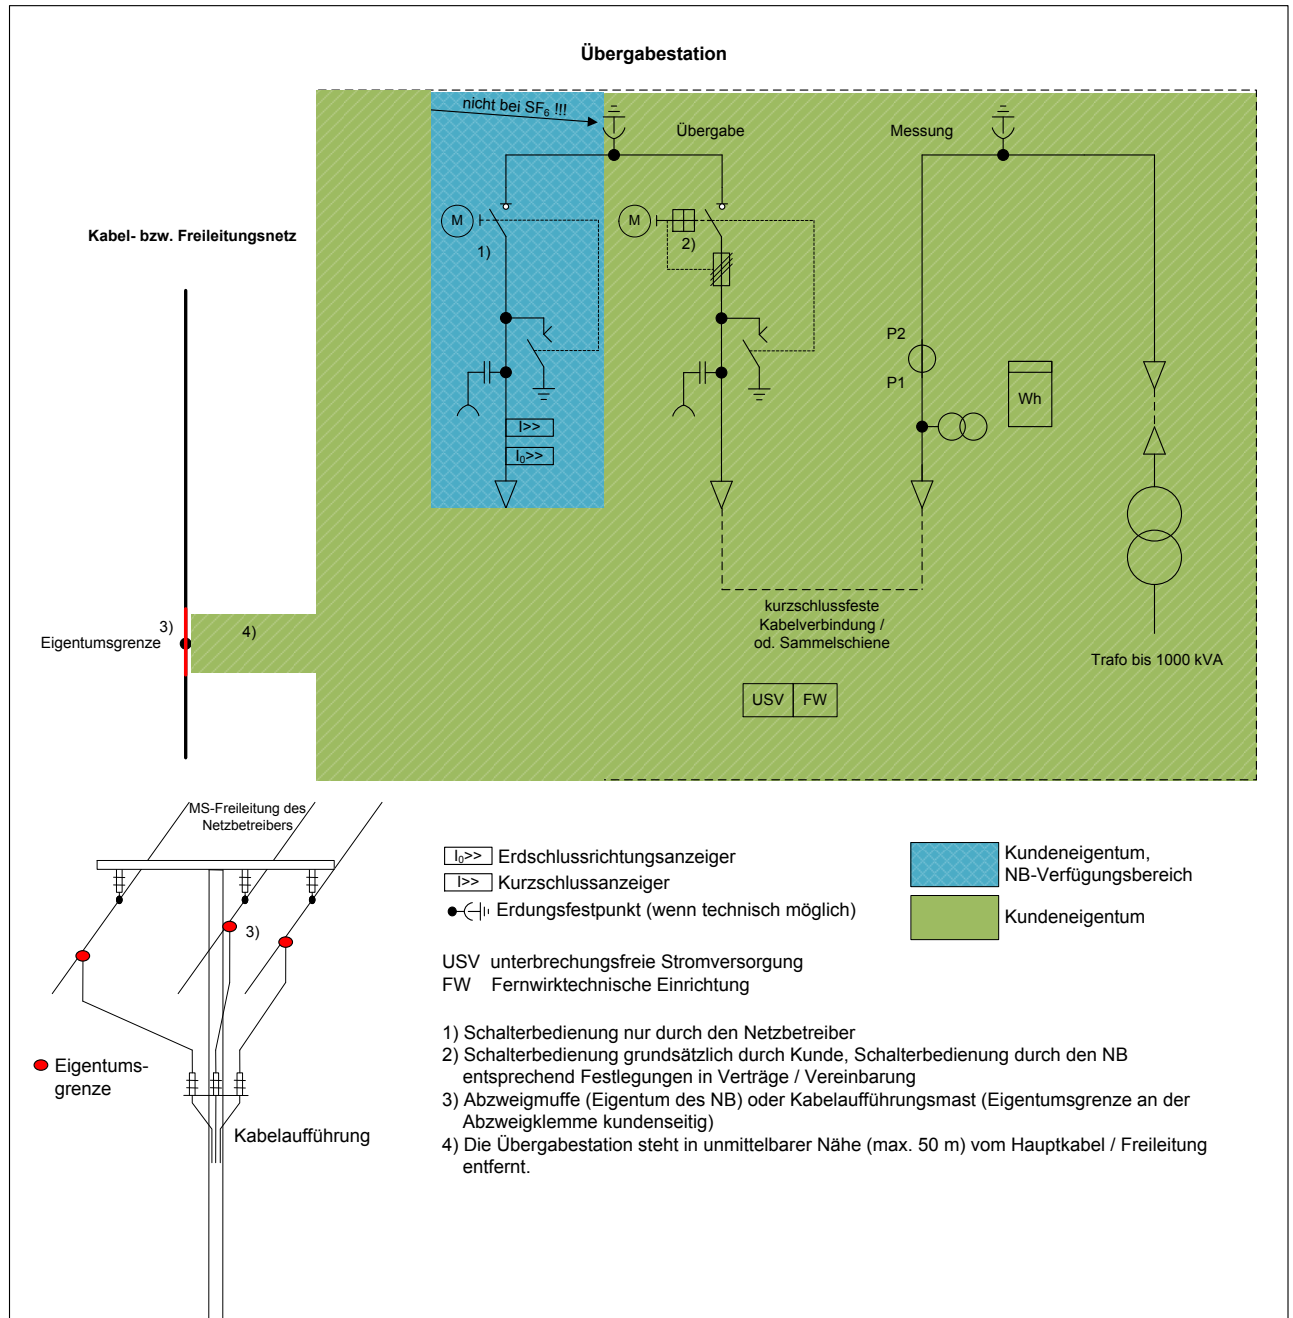 Übergabestation
nicht bei SF₆ !!!
Übergabe
Messung
Kabel- bzw. Freileitungsnetz
M
1)
M
2)
P2
P1
Wh
I>>
I₀>>
kurzschlussfeste
Kabelverbindung /
od. Sammelschiene
3)
4)
Eigentumsgrenze
Trafo bis 1000 kVA
USV
FW
MS-Freileitung des
Netzbetreibers
3)
Eigentums-
grenze
Kabelaufführung
I₀>> Erdschlussrichtungsanzeiger
I>> Kurzschlussanzeiger
Erdungsfestpunkt (wenn technisch möglich)
USV unterbrechungsfreie Stromversorgung
FW Fernwirktechnische Einrichtung
Kundeneigentum,
NB-Verfügungsbereich
Kundeneigentum
1) Schalterbedienung nur durch den Netzbetreiber
2) Schalterbedienung grundsätzlich durch Kunde, Schalterbedienung durch den NB
entsprechend Festlegungen in Verträge / Vereinbarung
3) Abzweigmuffe (Eigentum des NB) oder Kabelaufführungsmast (Eigentumsgrenze an der
Abzweigklemme kundenseitig)
4) Die Übergabestation steht in unmittelbarer Nähe (max. 50 m) vom Hauptkabel / Freileitung
entfernt.